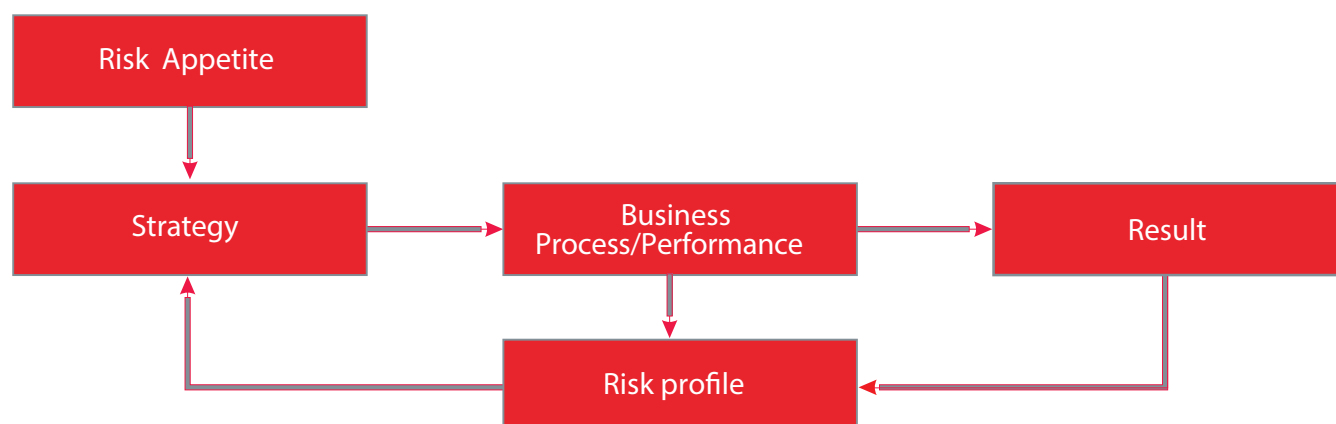 Risk Appetite
Strategy
Business
Process/Performance
Result
Risk profile